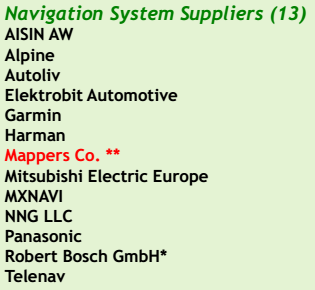 Navigation System Suppliers (13)
AISIN AW
Alpine
Autoliv
Elektrobit Automotive
Garmin
Harman
Mappers Co. **
Mitsubishi Electric Europe
MXNAVI
NNG LLC
Panasonic
Robert Bosch GmbH*
Telenav